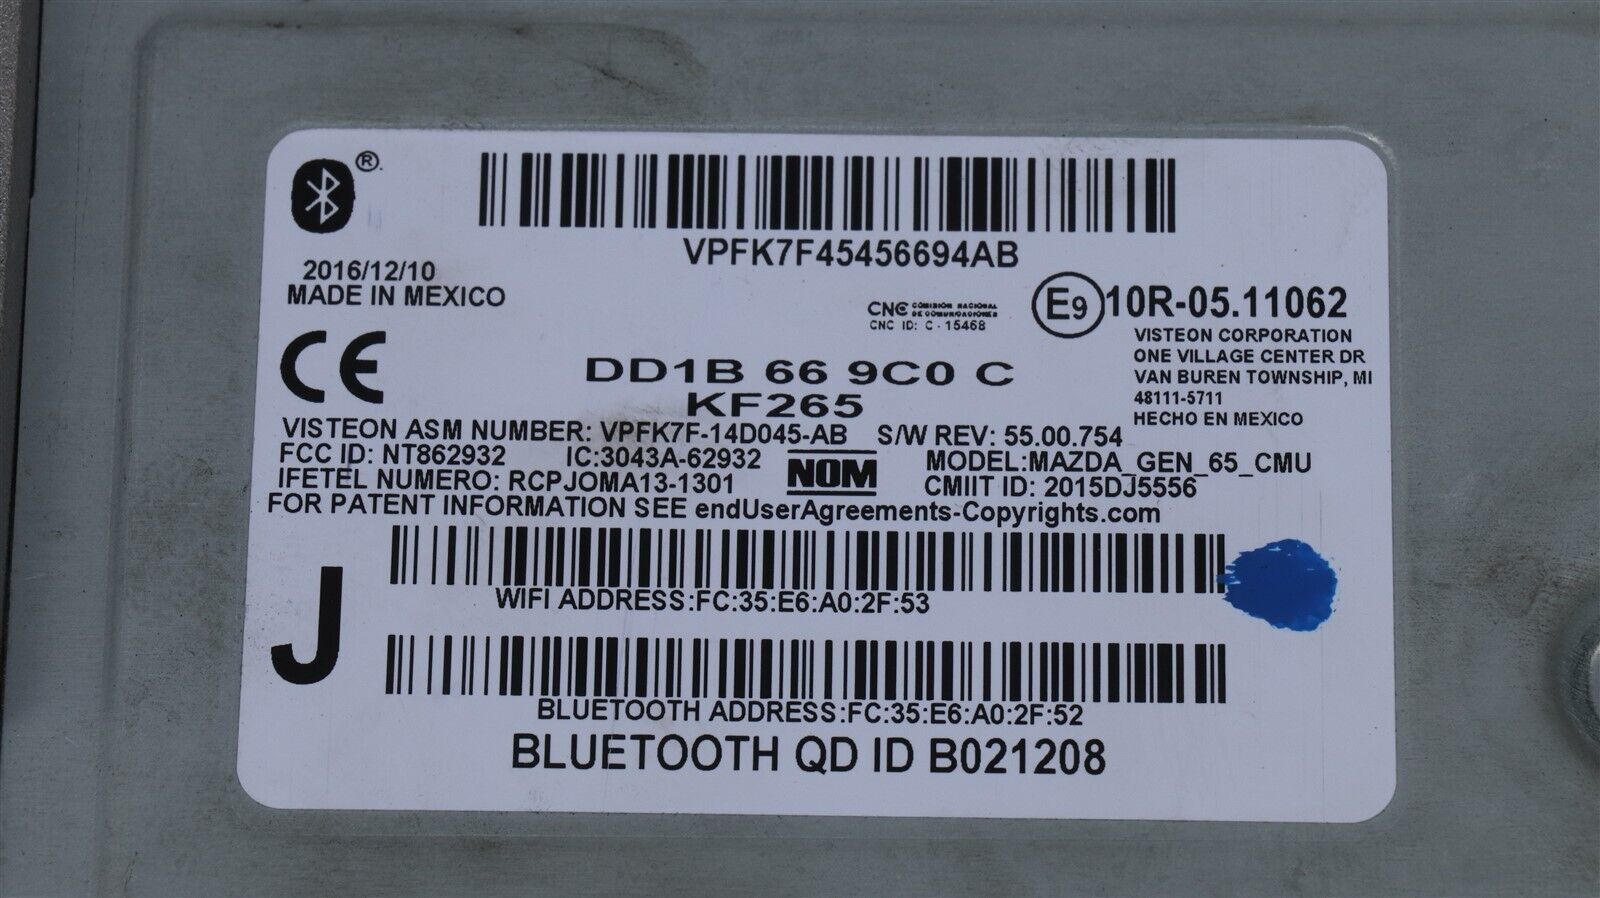 ®.
VPFK7F45456694AB
2016/12/10
MADE IN MEXICO
CNC COMISIÓN NACIONAL
DE COMUNICACIONES
CNC ID: C - 15468
E9 10R-05.11062
VISTEON CORPORATION
ONE VILLAGE CENTER DR
VAN BUREN TOWNSHIP, MI
48111-5711
HECHO EN MEXICO
CE
DD1B 66 9C0 C
KF265
VISTEON ASM NUMBER: VPFK7F-14D045-AB S/W REV: 55.00.754
FCC ID: NT862932 IC:3043A-62932 NOM MODEL:MAZDA_GEN_65_CMU
IFETEL NUMERO: RCPJOMA13-1301 CMIIT ID: 2015DJ5556
FOR PATENT INFORMATION SEE endUserAgreements-Copyrights.com
WIFI ADDRESS:FC:35:E6:A0:2F:53
J
BLUETOOTH ADDRESS:FC:35:E6:A0:2F:52
BLUETOOTH QD ID B021208